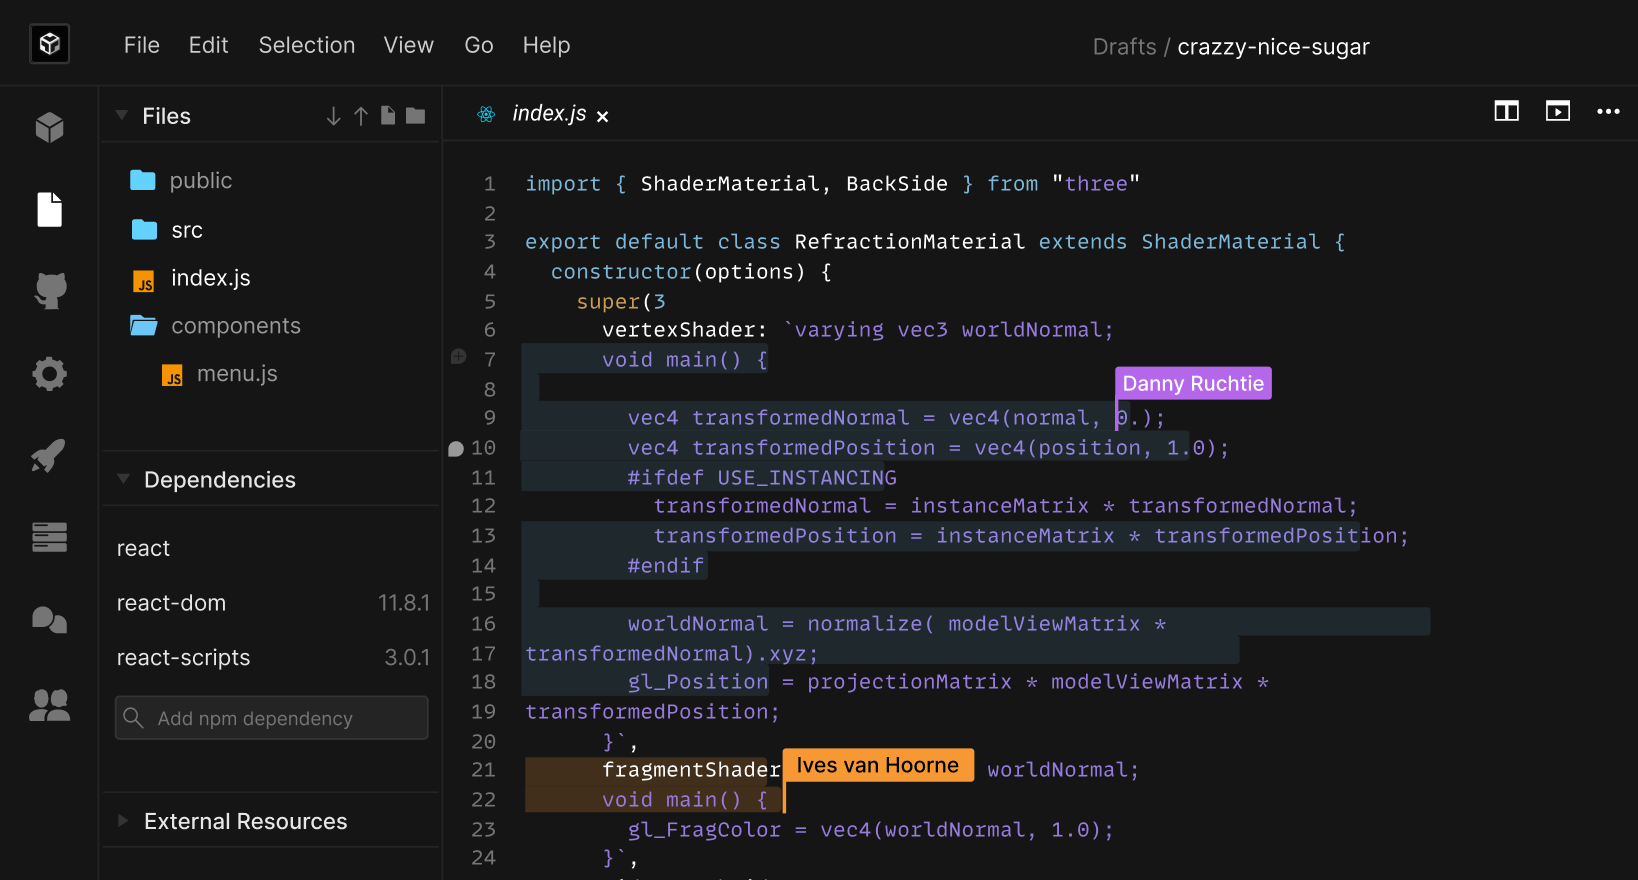 File Edit Selection View Go Help
Drafts / crazzy-nice-sugar
Files
public
src
JS index.js
components
JS menu.js
Dependencies
react
react-dom 11.8.1
react-scripts 3.0.1
Add npm dependency
External Resources
index.js ×
1 import { ShaderMaterial, BackSide } from "three"
2
3 export default class RefractionMaterial extends ShaderMaterial {
4 constructor(options) {
5 super(3
6 vertexShader: `varying vec3 worldNormal;
7 void main() {
8
Danny Ruchtie
9 vec4 transformedNormal = vec4(normal, 0.);
10 vec4 transformedPosition = vec4(position, 1.0);
11 #ifdef USE_INSTANCING
12 transformedNormal = instanceMatrix * transformedNormal;
13 transformedPosition = instanceMatrix * transformedPosition;
14 #endif
15
16 worldNormal = normalize( modelViewMatrix *
17 transformedNormal).xyz;
18 gl_Position = projectionMatrix * modelViewMatrix *
19 transformedPosition;
20 }`,
21 fragmentShader worldNormal;
Ives van Hoorne
22 void main() {
23 gl_FragColor = vec4(worldNormal, 1.0);
24 }`,